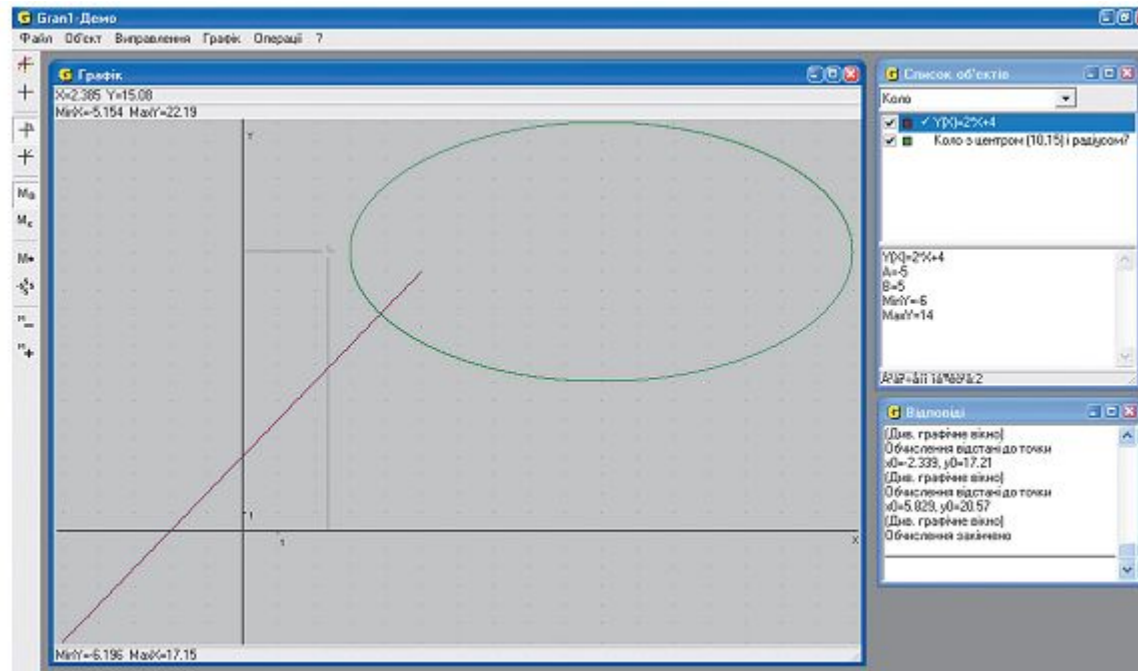 Gran1-Демо
Файл Об'єкт Виправлення Графік Операції ?
Графік
X=2.385 Y=15.08
MinX=-5.154 MaxY=22.19
Y
1
1
X
MinY=-6.196 MaxX=17.15
Список об'єктів
Коло
Y(X)=2*X+4
Коло з центром (10,15) і радіусом 7
Y(X)=2*X+4
A=-5
B=5
MinY=-6
MaxY=14
Відповіді
(Див. графічне вікно)
Обчислення відстані до точки
x0=-2.339, y0=17.21
(Див. графічне вікно)
Обчислення відстані до точки
x0=5.829, y0=20.57
(Див. графічне вікно)
Обчислення закінчено